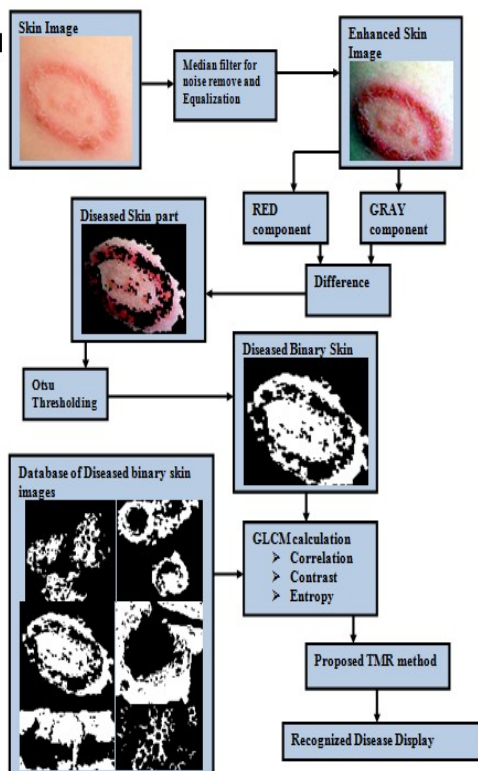 Skin Image
Median filter for
noise remove and
Equalization
Enhanced Skin
Image
RED
component
GRAY
component
Difference
Diseased Skin part
Otsu
Thresholding
Diseased Binary Skin
Database of Diseased binary skin
images
GLCM calculation
➢ Correlation
➢ Contrast
➢ Entropy
Proposed TMR method
Recognized Disease Display